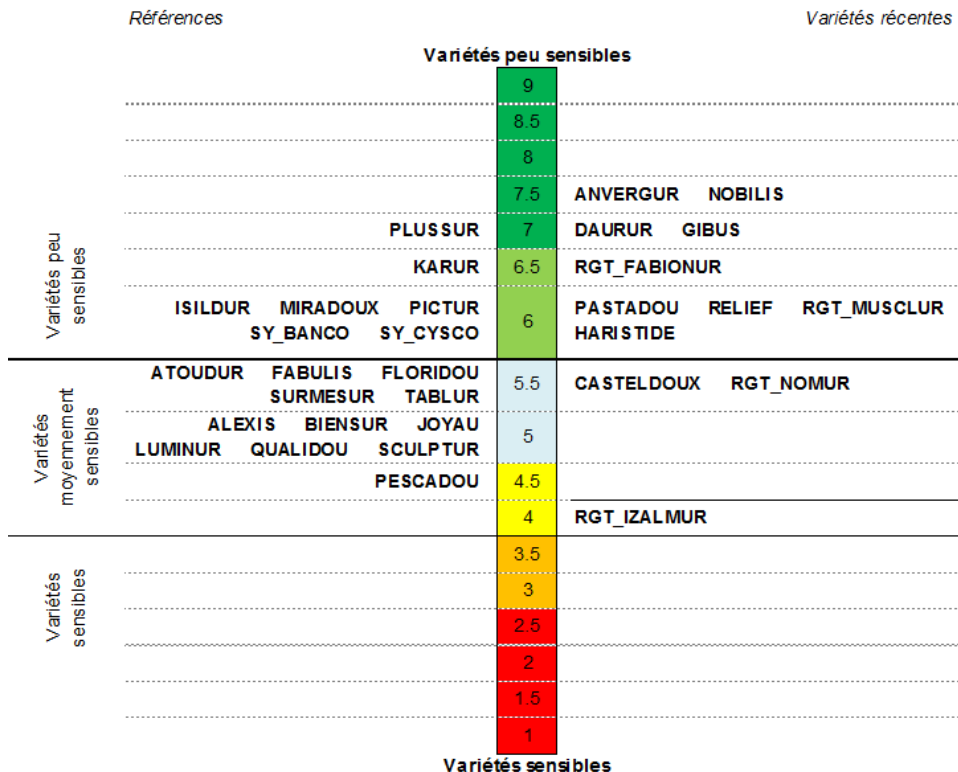 Références Variétés récentes
Variétés peu sensibles
9
8.5
8
7.5 ANVERGUR NOBILIS
PLUSSUR 7 DAURUR GIBUS
KARUR 6.5 RGT_FABIONUR
Variétés peu
sensibles
ISILDUR MIRADOUX PICTUR
SY_BANCO SY_CYSCO
6
PASTADOU RELIEF RGT_MUSCLUR
HARISTIDE
ATOUDUR FABULIS FLORIDOU
SURMESUR TABLUR
5.5
CASTELDOUX RGT_NOMUR
Variétés
moyennement
sensibles
ALEXIS BIENSUR JOYAU
LUMINUR QUALIDOU SCULPTUR
5
PESCADOU 4.5
4 RGT_IZALMUR
Variétés
sensibles
3.5
3
2.5
2
1.5
1
Variétés sensibles